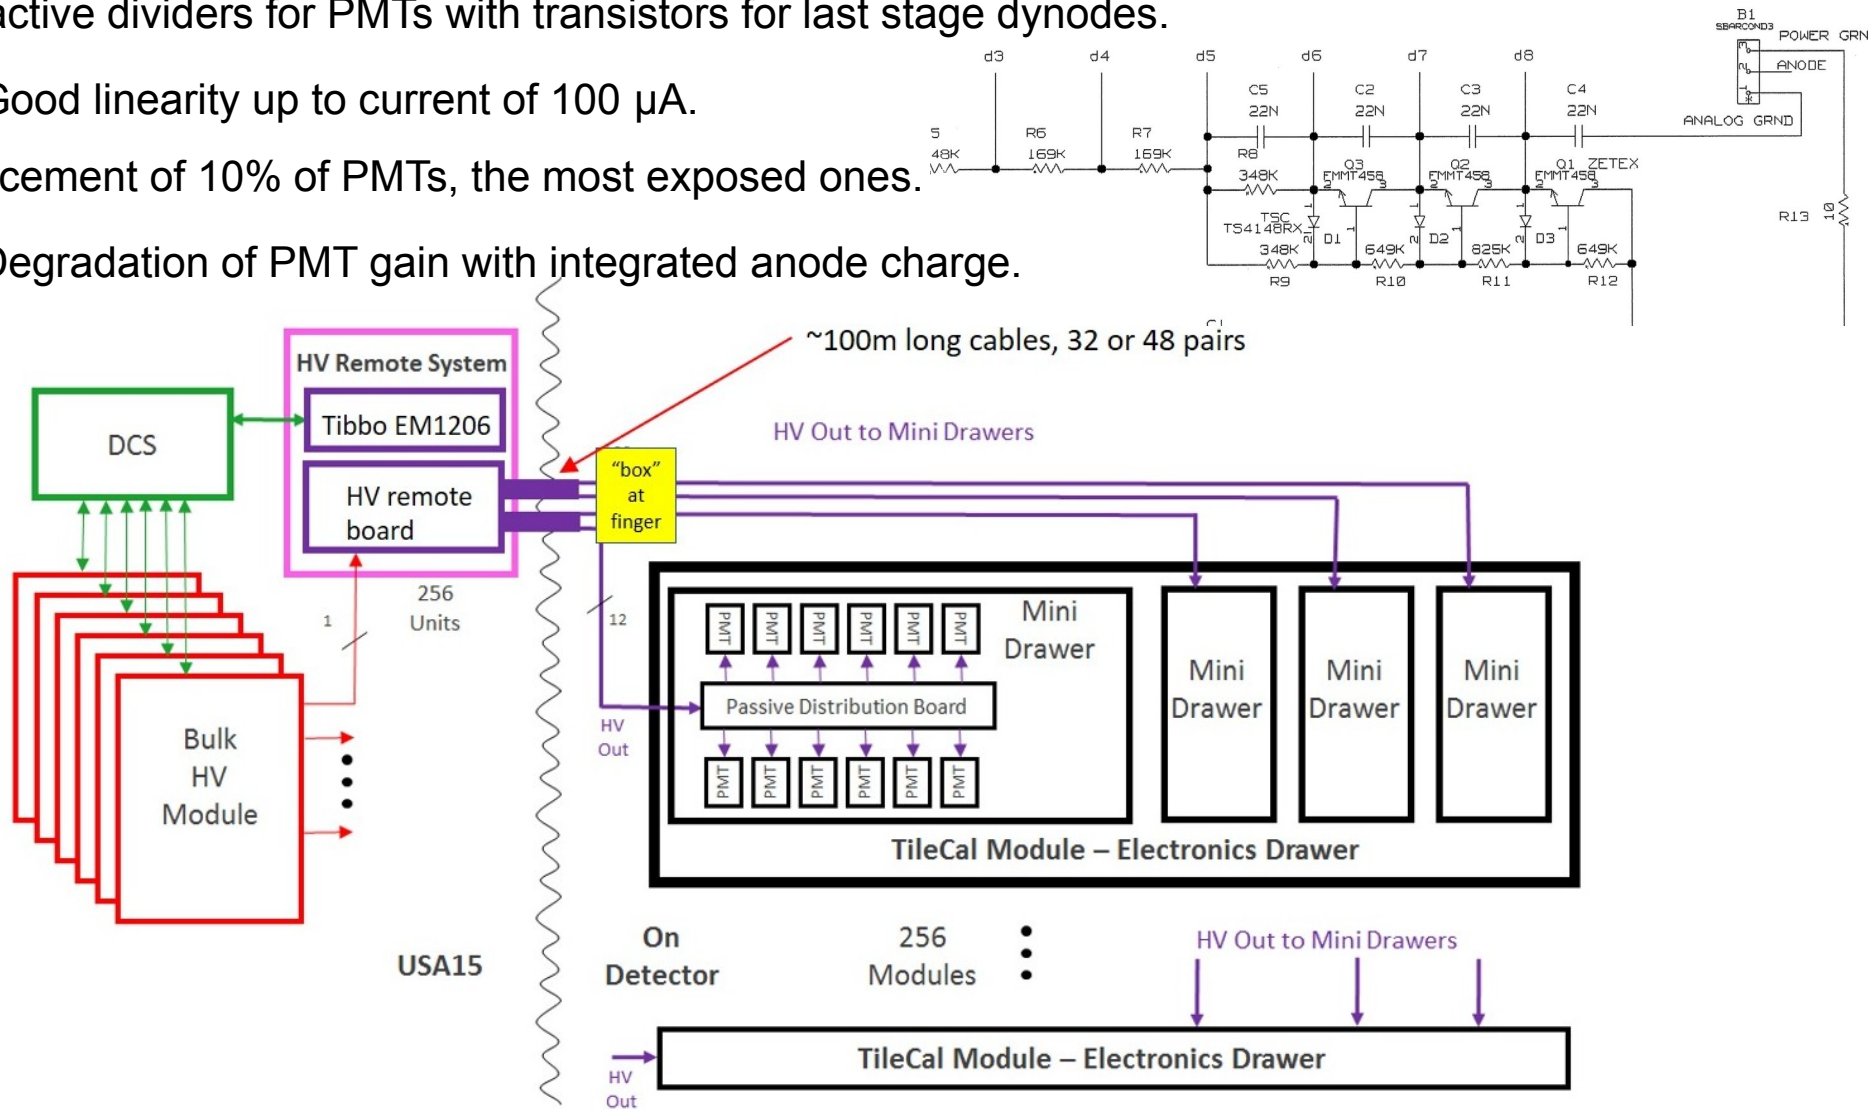 active dividers for PMTs with transistors for last stage dynodes.
Good linearity up to current of 100 µA.
cement of 10% of PMTs, the most exposed ones.
Degradation of PMT gain with integrated anode charge.
B1
SBARCOND3
POWER GRN
3
2
ANODE
1
ANALOG GRND
d3
d4
d5
d6
d7
d8
C5
C2
C3
C4
22N
22N
22N
22N
5
R6
R7
48K
169K
169K
R8
348K
Q3
Q2
Q1
ZETEX
FMMT458
FMMT458
FMMT458
TSC
TS4148RX
D1
D2
D3
348K
649K
825K
649K
R9
R10
R11
R12
R13
10
~100m long cables, 32 or 48 pairs
HV Remote System
Tibbo EM1206
DCS
HV remote
board
HV Out to Mini Drawers
“box”
at
finger
256
Units
1
12
PMT
PMT
PMT
PMT
PMT
PMT
Mini
Drawer
Passive Distribution Board
HV
Out
PMT
PMT
PMT
PMT
PMT
PMT
Mini
Drawer
Mini
Drawer
Mini
Drawer
Bulk
HV
Module
TileCal Module – Electronics Drawer
USA15
On
Detector
256
Modules
HV Out to Mini Drawers
TileCal Module – Electronics Drawer
HV
Out